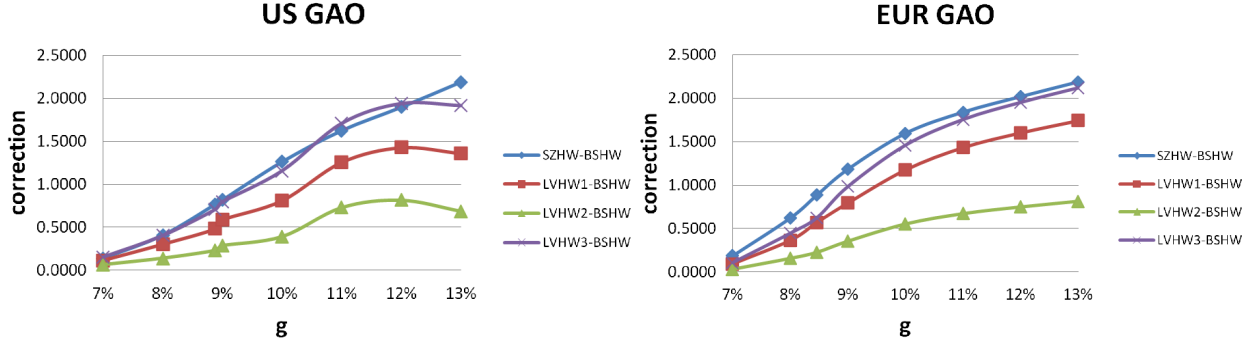 US GAO
2.5000
2.0000
1.5000
1.0000
0.5000
0.0000
correction
7% 8% 9% 10% 11% 12% 13%
g
SZHW-BSHW
LVHW1-BSHW
LVHW2-BSHW
LVHW3-BSHW
EUR GAO
2.5000
2.0000
1.5000
1.0000
0.5000
0.0000
correction
7% 8% 9% 10% 11% 12% 13%
g
SZHW-BSHW
LVHW1-BSHW
LVHW2-BSHW
LVHW3-BSHW